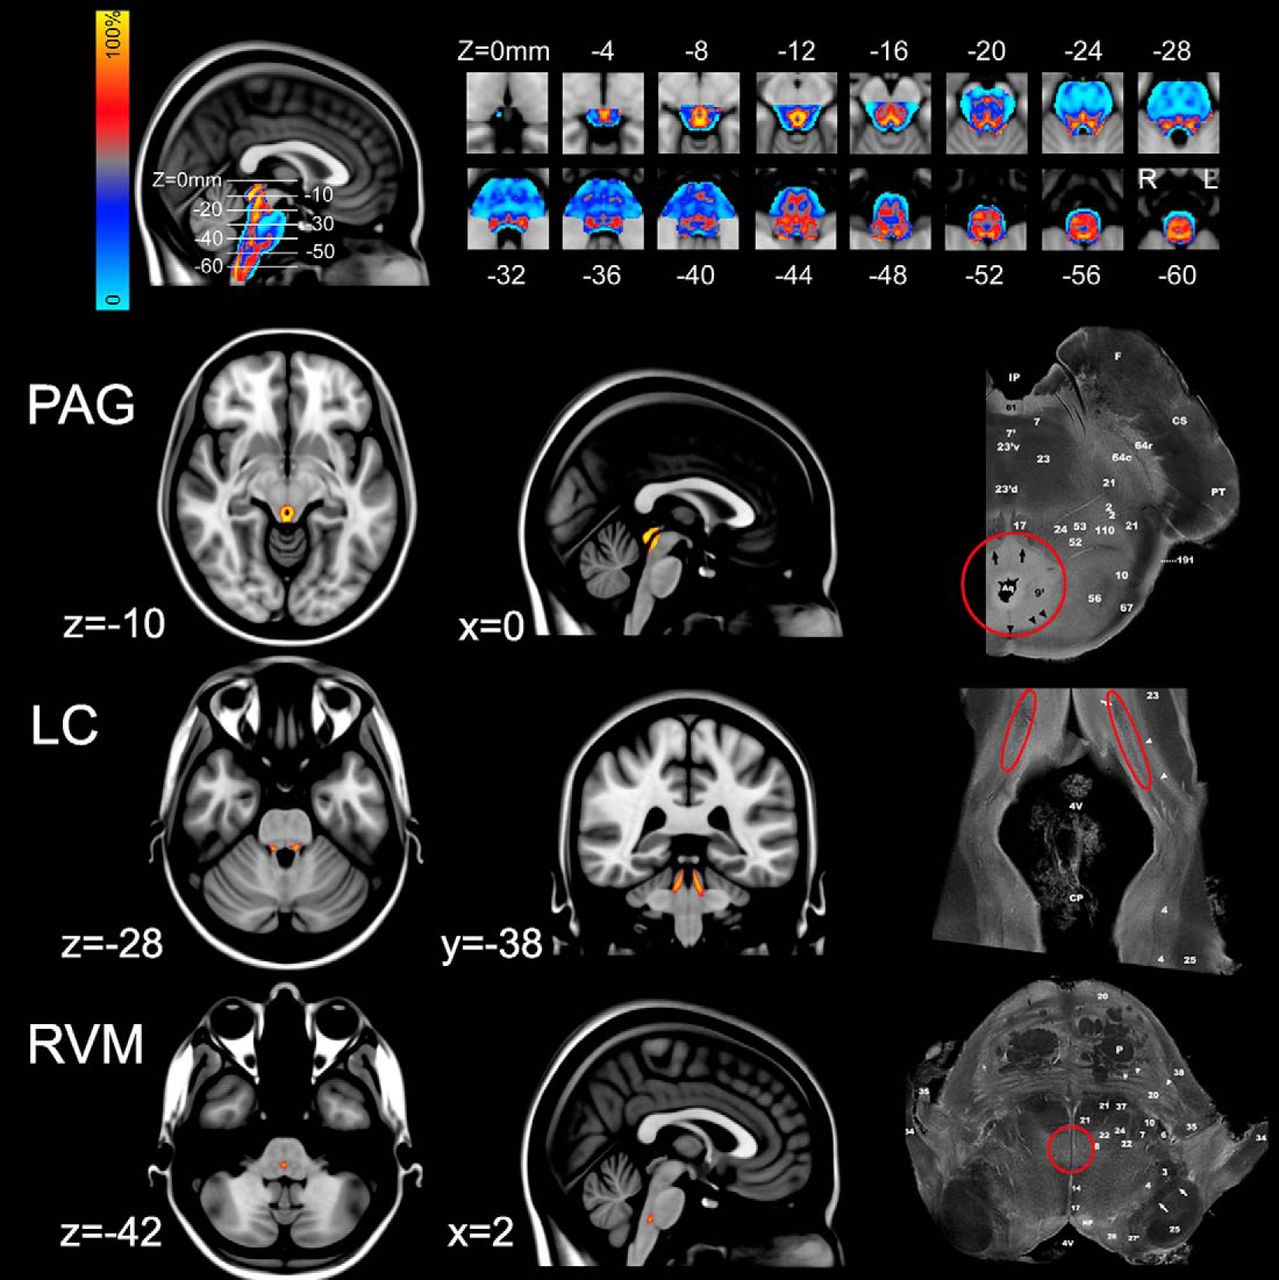 100%
0
Z=0mm
-10
-20
-30
-40
-50
-60
Z=0mm -4 -8 -12 -16 -20 -24 -28
R L
-32 -36 -40 -44 -48 -52 -56 -60
PAG
z=-10
x=0
F
IP
61
7
CS
7'
23'v
64r
23
64c
21
23'd
PT
2
2
17
24
53
110
21
52
191
10
Aq
9'
56
67
LC
z=-28
y=-38
23
4V
CP
4
4
25
RVM
z=-42
x=2
20
P
38
35
20
21
37
21
10
24
22
7
6
35
34
22
8
34
3
14
4
17
NP
25
26
27'
4V